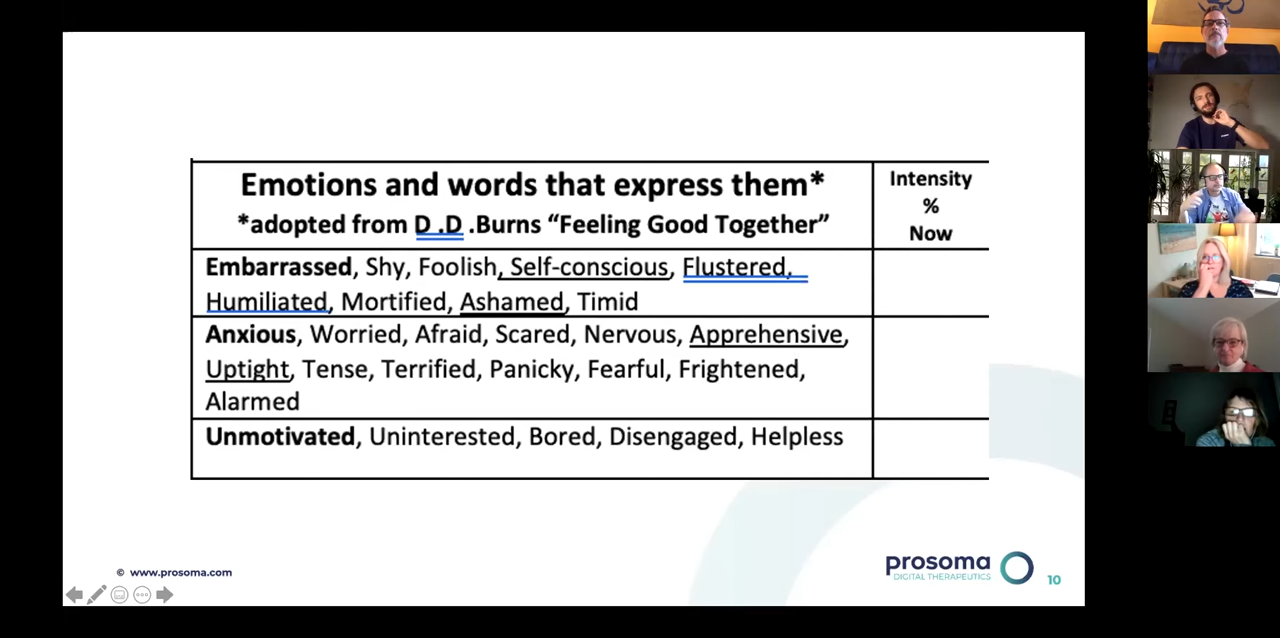 Emotions and words that express them*
*adopted from D .D .Burns “Feeling Good Together”
Intensity
%
Now
Embarrassed, Shy, Foolish, Self-conscious, Flustered,
Humiliated, Mortified, Ashamed, Timid
Anxious, Worried, Afraid, Scared, Nervous, Apprehensive,
Uptight, Tense, Terrified, Panicky, Fearful, Frightened,
Alarmed
Unmotivated, Uninterested, Bored, Disengaged, Helpless
© www.prosoma.com
prosoma
DIGITAL THERAPEUTICS
10